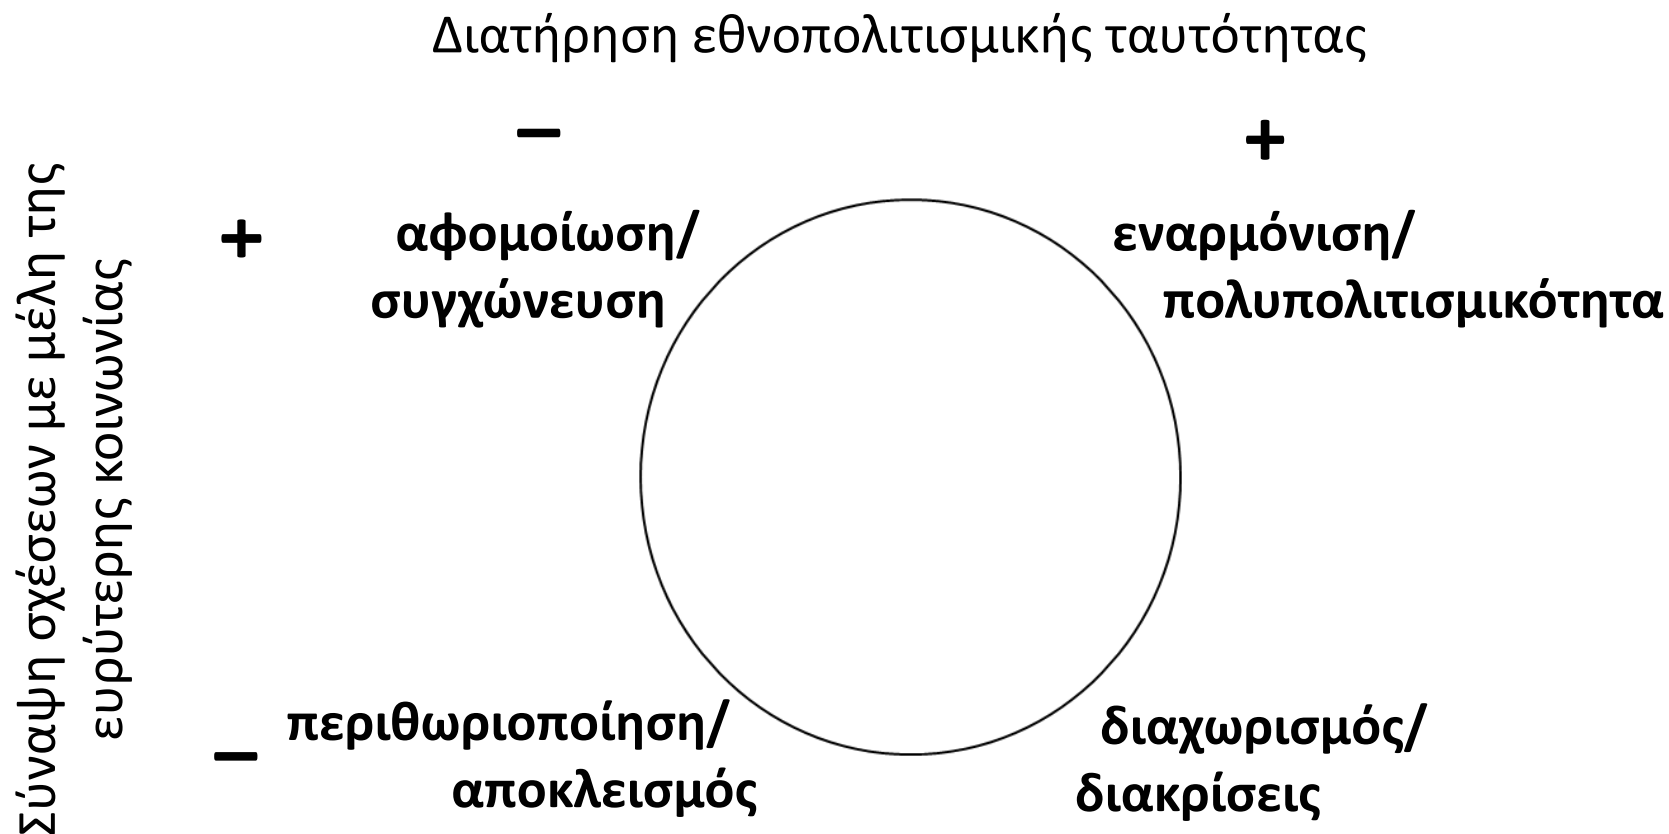 Διατήρηση εθνοπολιτισμικής ταυτότητας
– +
Σύναψη σχέσεων με μέλη της
ευρύτερης κοινωνίας
+
αφομοίωση/
συγχώνευση
εναρμόνιση/
πολυπολιτισμικότητα
–
περιθωριοποίηση/
αποκλεισμός
διαχωρισμός/
διακρίσεις